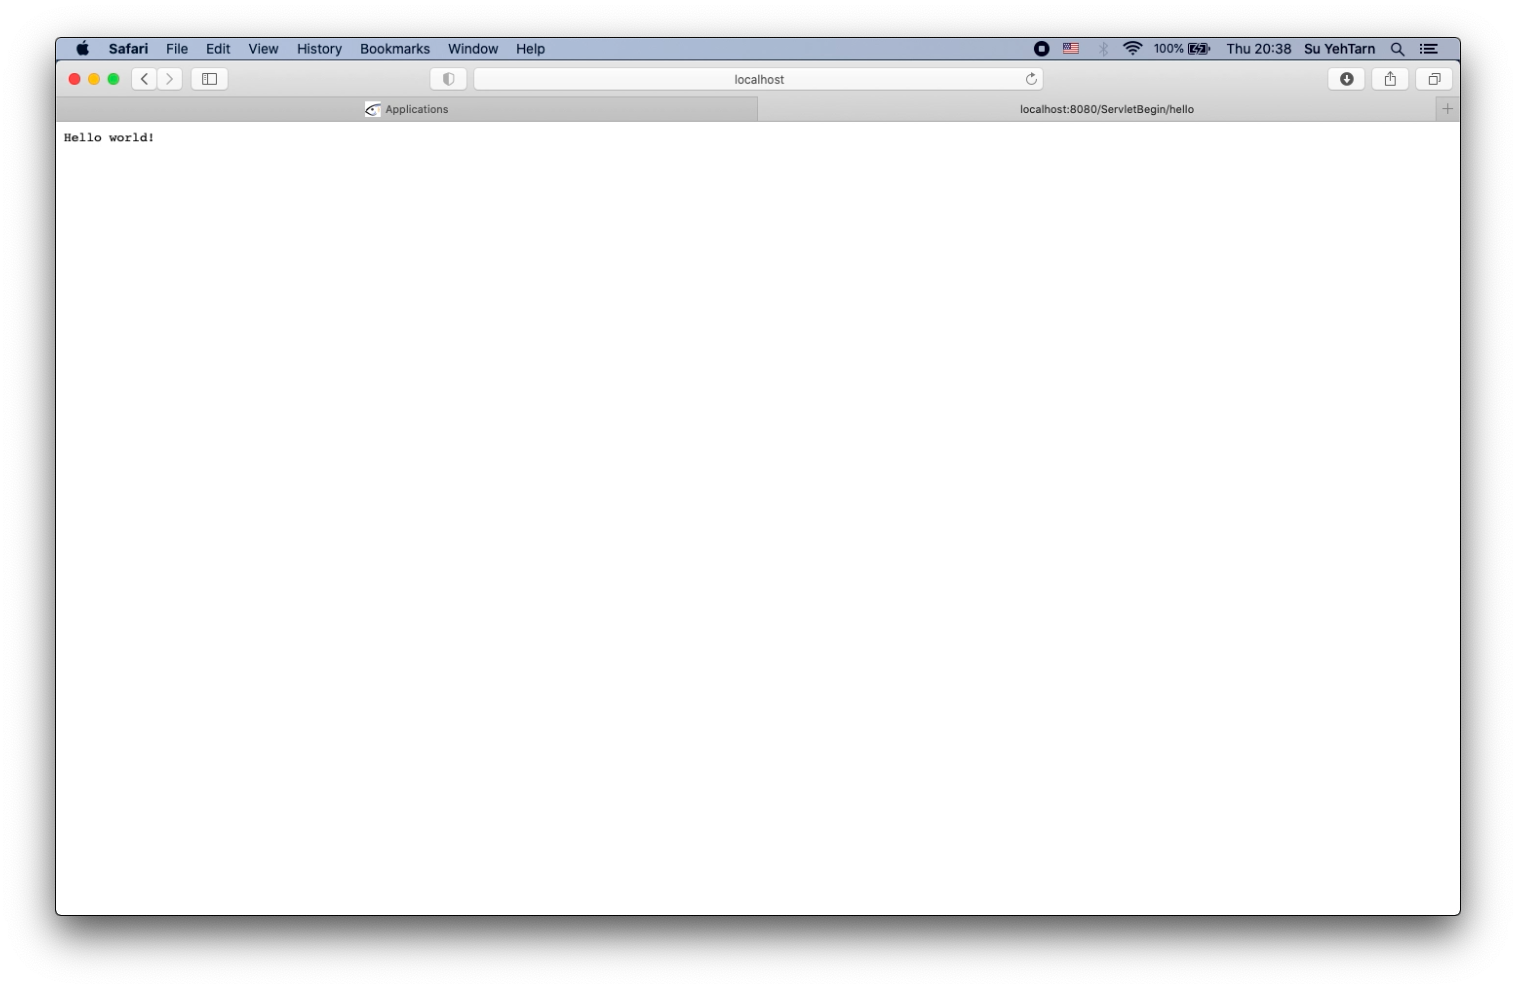 Safari File Edit View History Bookmarks Window Help 100% Thu 20:38 Su YehTarn
localhost
Applications localhost:8080/ServletBegin/hello
Hello world!